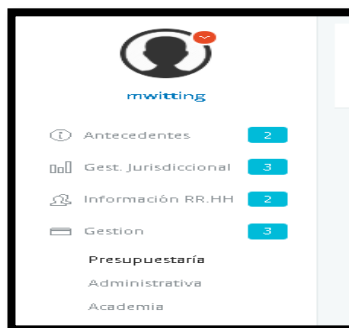 mwitting
Antecedentes 2
Gest. Jurisdiccional 3
Información RR.HH 2
Gestion 3
Presupuestaría
Administrativa
Academia